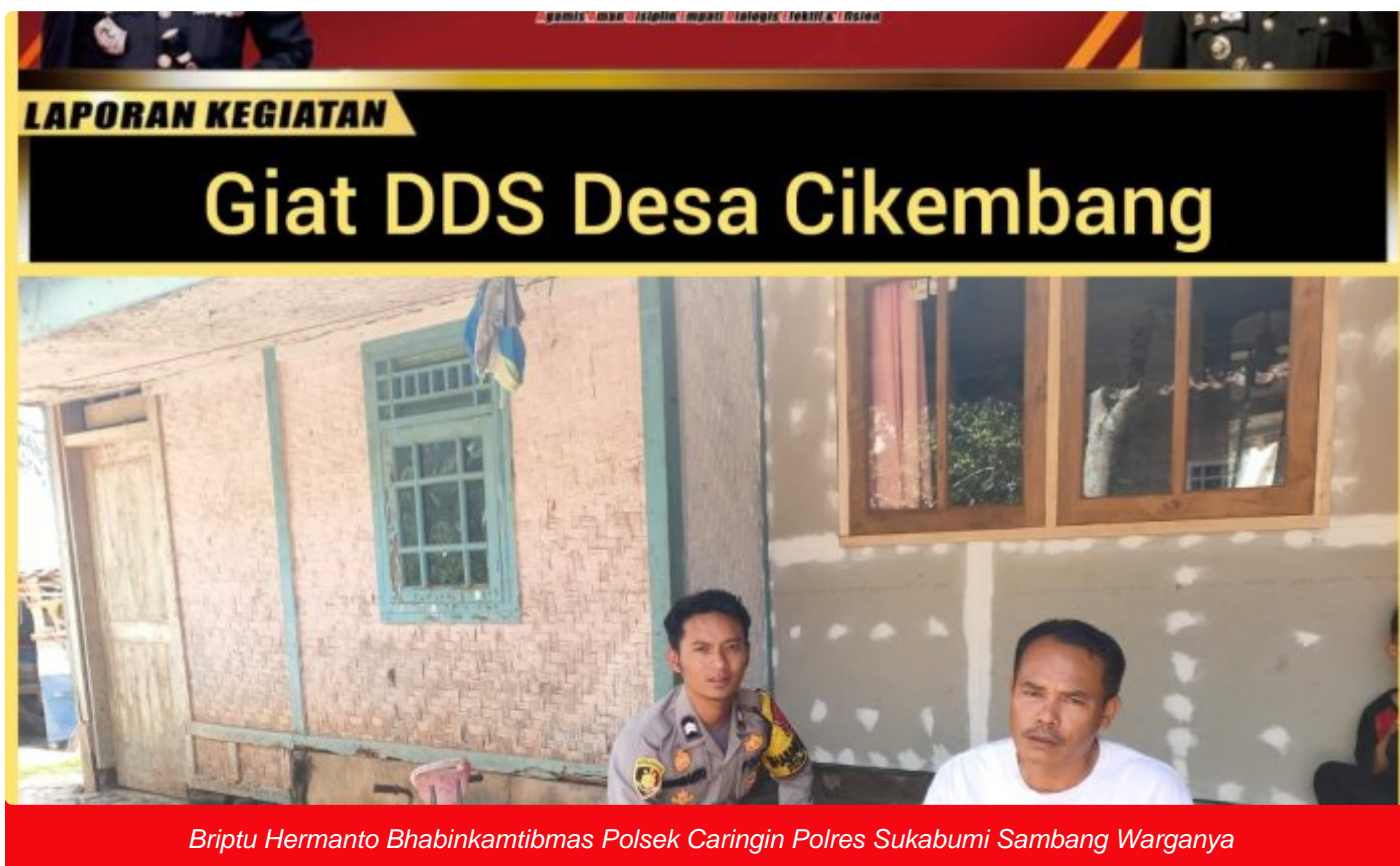 LAPORAN KEGIATAN
Giat DDS Desa Cikembang
Briptu Hermanto Bhabinkamtibmas Polsek Caringin Polres Sukabumi Sambang Warganya